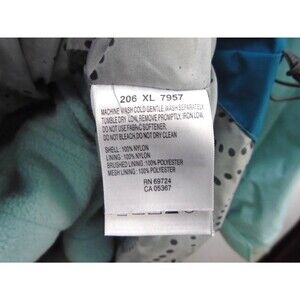 206 XL 7957
MACHINE WASH COLD GENTLE, WASH SEPARATELY
TUMBLE DRY LOW, REMOVE PROMPTLY, IRON LOW,
DO NOT USE FABRIC SOFTENER
DO NOT BLEACH, DO NOT DRY CLEAN
SHELL: 100% NYLON
LINING : 100% NYLON
BRUSHED LINING : 100% POLYESTER
MESH LINING : 100% POLYESTER
RN 69724
CA 05367